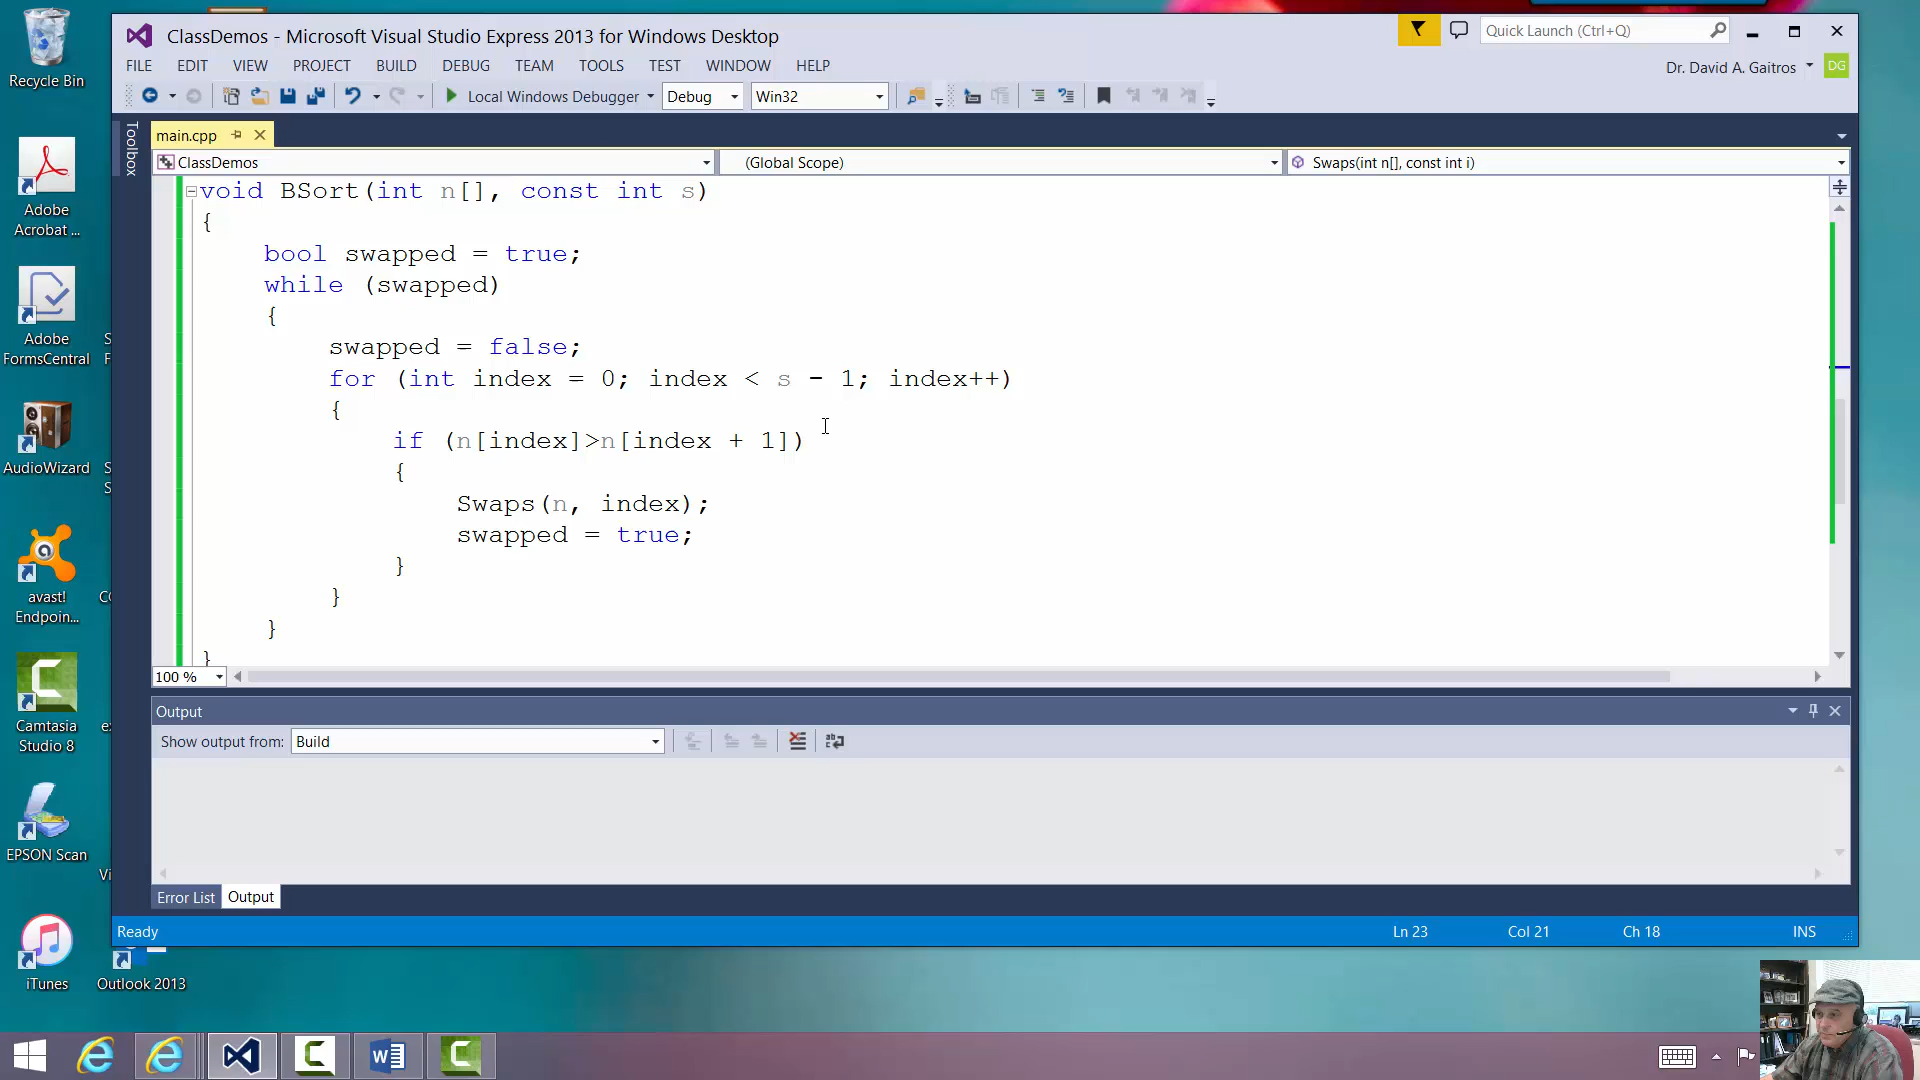 Recycle Bin
Adobe
Acrobat ...
Adobe
FormsCentral
AudioWizard
avast!
Endpoin...
Camtasia
Studio 8
EPSON Scan
iTunes
Outlook 2013
ClassDemos - Microsoft Visual Studio Express 2013 for Windows Desktop
Quick Launch (Ctrl+Q)
FILE EDIT VIEW PROJECT BUILD DEBUG TEAM TOOLS TEST WINDOW HELP
Dr. David A. Gaitros DG
Local Windows Debugger Debug Win32
Toolbox
main.cpp
ClassDemos (Global Scope) Swaps(int n[], const int i)
void BSort(int n[], const int s)
{
bool swapped = true;
while (swapped)
{
swapped = false;
for (int index = 0; index < s - 1; index++)
{
if (n[index]>n[index + 1])
{
Swaps(n, index);
swapped = true;
}
}
}
}
100 %
Output
Show output from: Build
Error List Output
Ready Ln 23 Col 21 Ch 18 INS